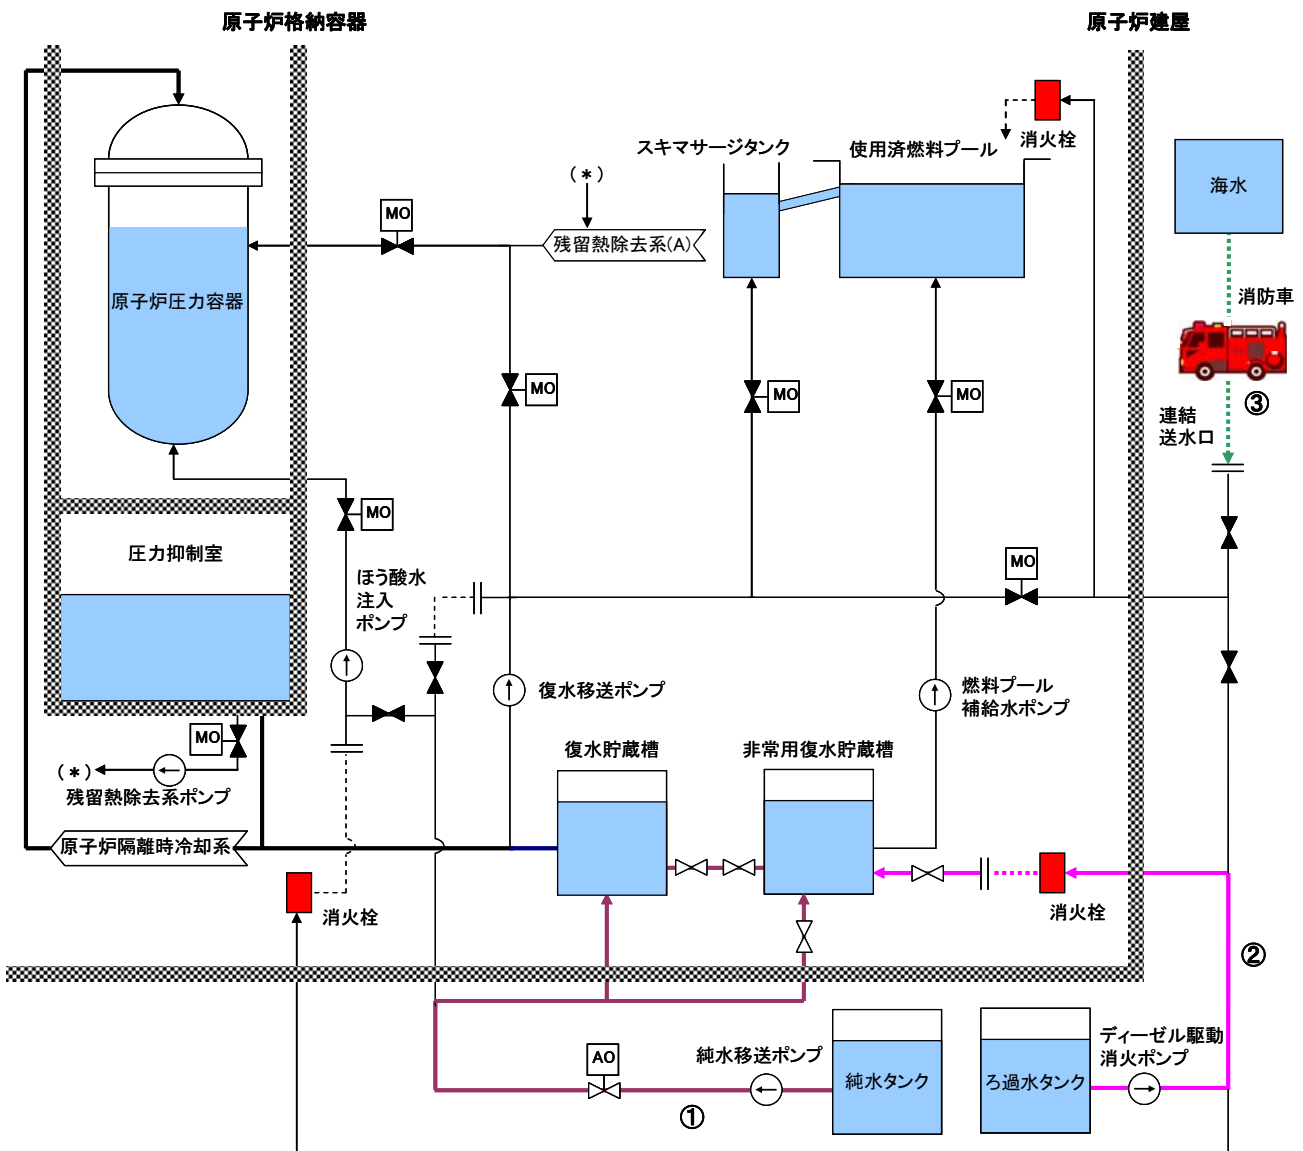 原子炉格納容器
原子炉建屋
消火栓
スキマサージタンク
使用済燃料プール
(*)
海水
MO
残留熱除去系(A)
原子炉圧力容器
消防車
MO
MO
MO
③
連結
送水口
MO
圧力抑制室
MO
ほう酸水
注入
ポンプ
復水移送ポンプ
燃料プール
補給水ポンプ
MO
復水貯蔵槽
非常用復水貯蔵槽
(*)
残留熱除去系ポンプ
原子炉隔離時冷却系
消火栓
消火栓
②
AO
純水移送ポンプ
ディーゼル駆動
消火ポンプ
純水タンク
ろ過水タンク
①